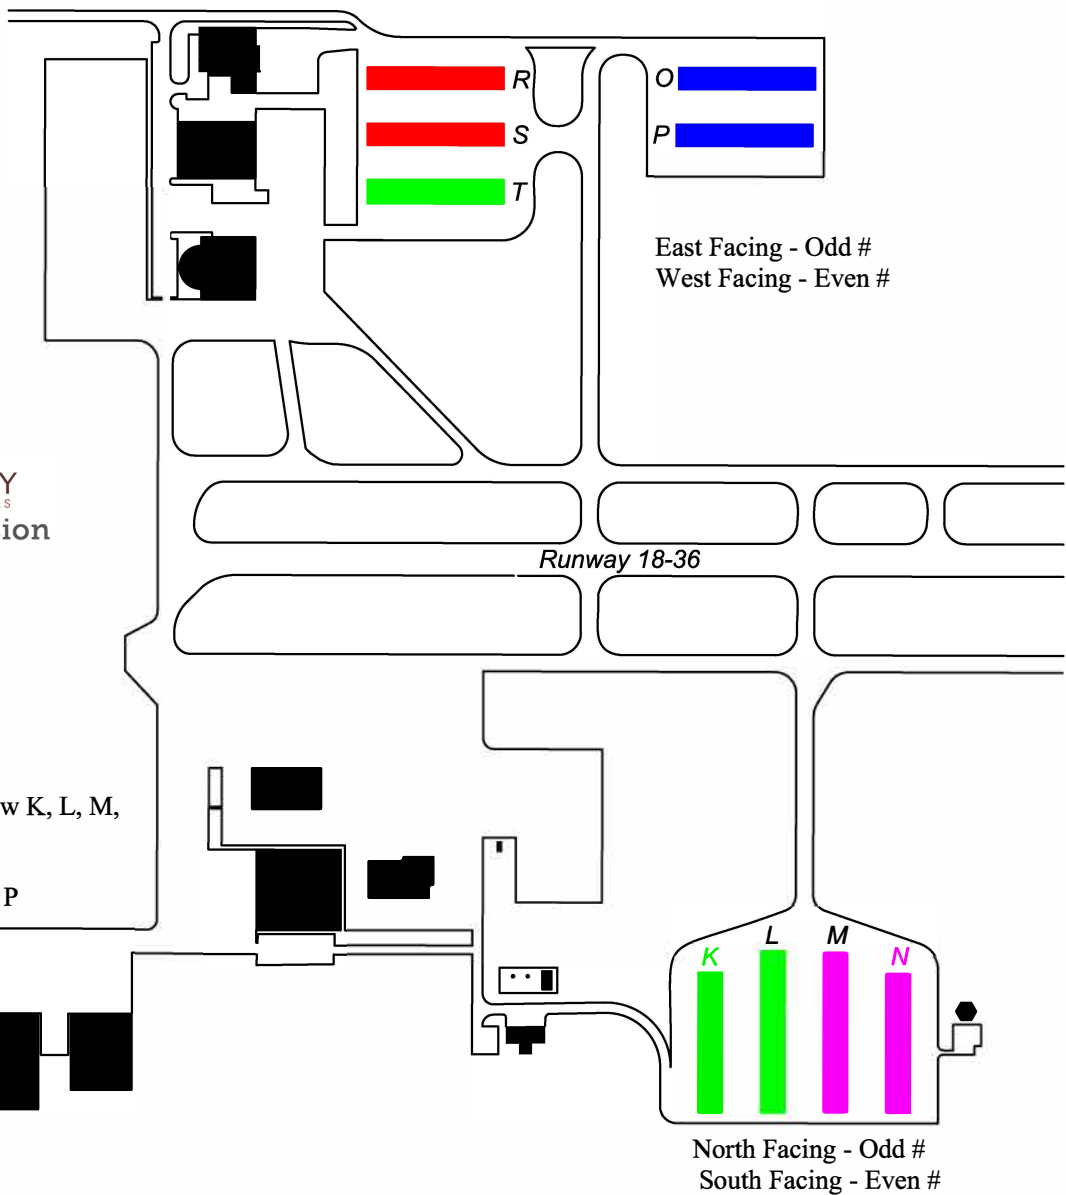 R
O
S
P
T
East Facing - Odd #
West Facing - Even #
Y
S
ion
Runway 18-36
w K, L, M,
P
L
M
K
N
North Facing - Odd #
South Facing - Even #